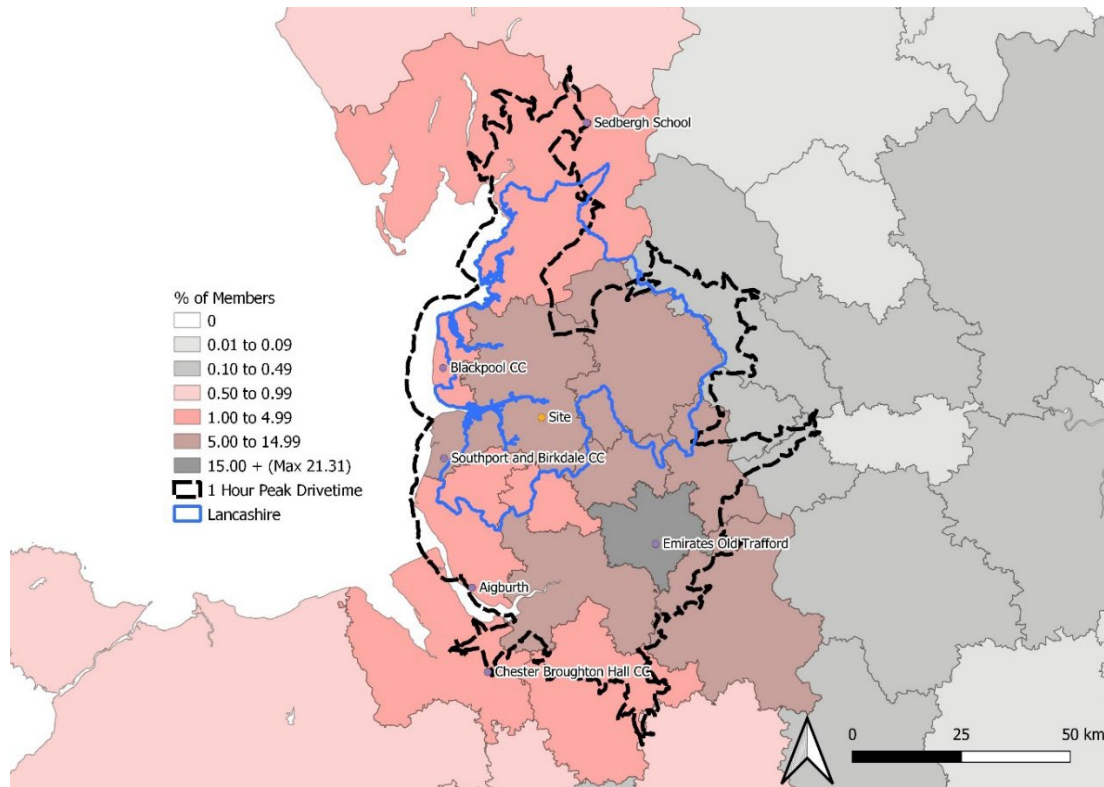 Sedbergh School
% of Members
0
0.01 to 0.09
0.10 to 0.49
0.50 to 0.99
1.00 to 4.99
5.00 to 14.99
15.00 + (Max 21.31)
1 Hour Peak Drivetime
Lancashire
Blackpool CC
Site
Southport and Birkdale CC
Emirates Old Trafford
Aigburth
Chester Broughton Hall CC
0 25 50 km